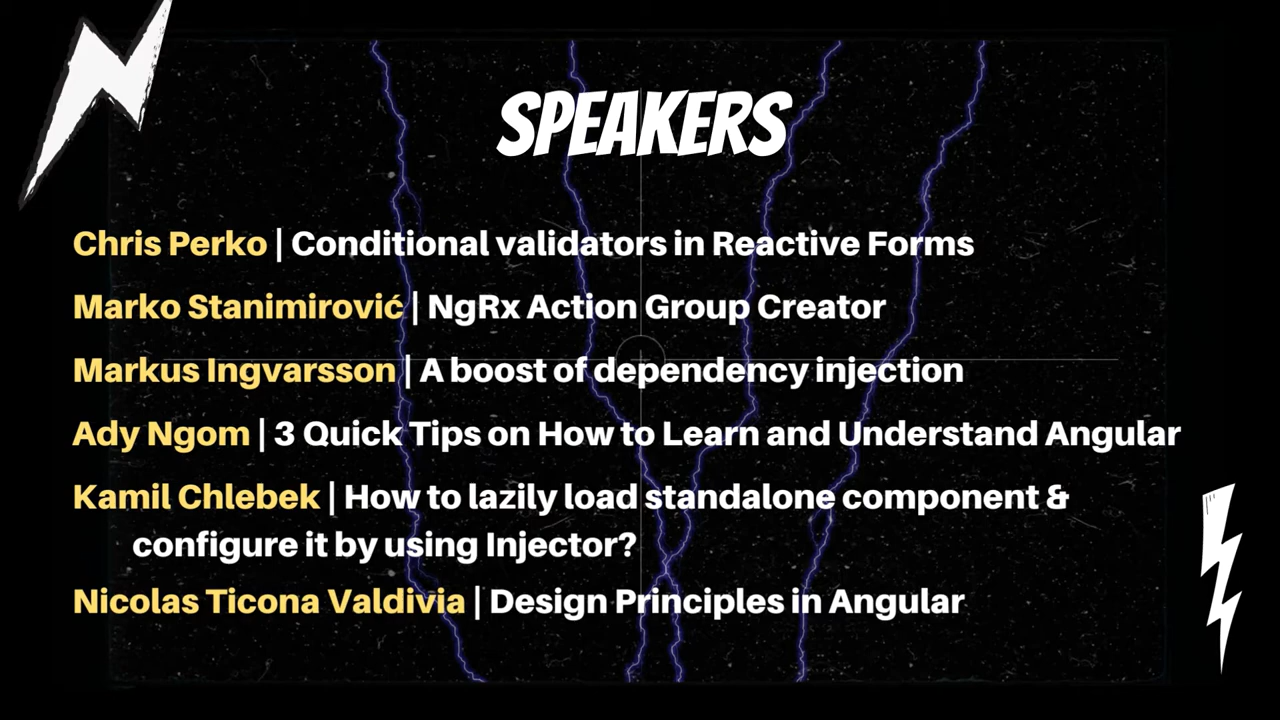 SPEAKERS
Chris Perko | Conditional validators in Reactive Forms
Marko Stanimirović | NgRx Action Group Creator
Markus Ingvarsson | A boost of dependency injection
Ady Ngom | 3 Quick Tips on How to Learn and Understand Angular
Kamil Chlebek | How to lazily load standalone component &
configure it by using Injector?
Nicolas Ticona Valdivia | Design Principles in Angular